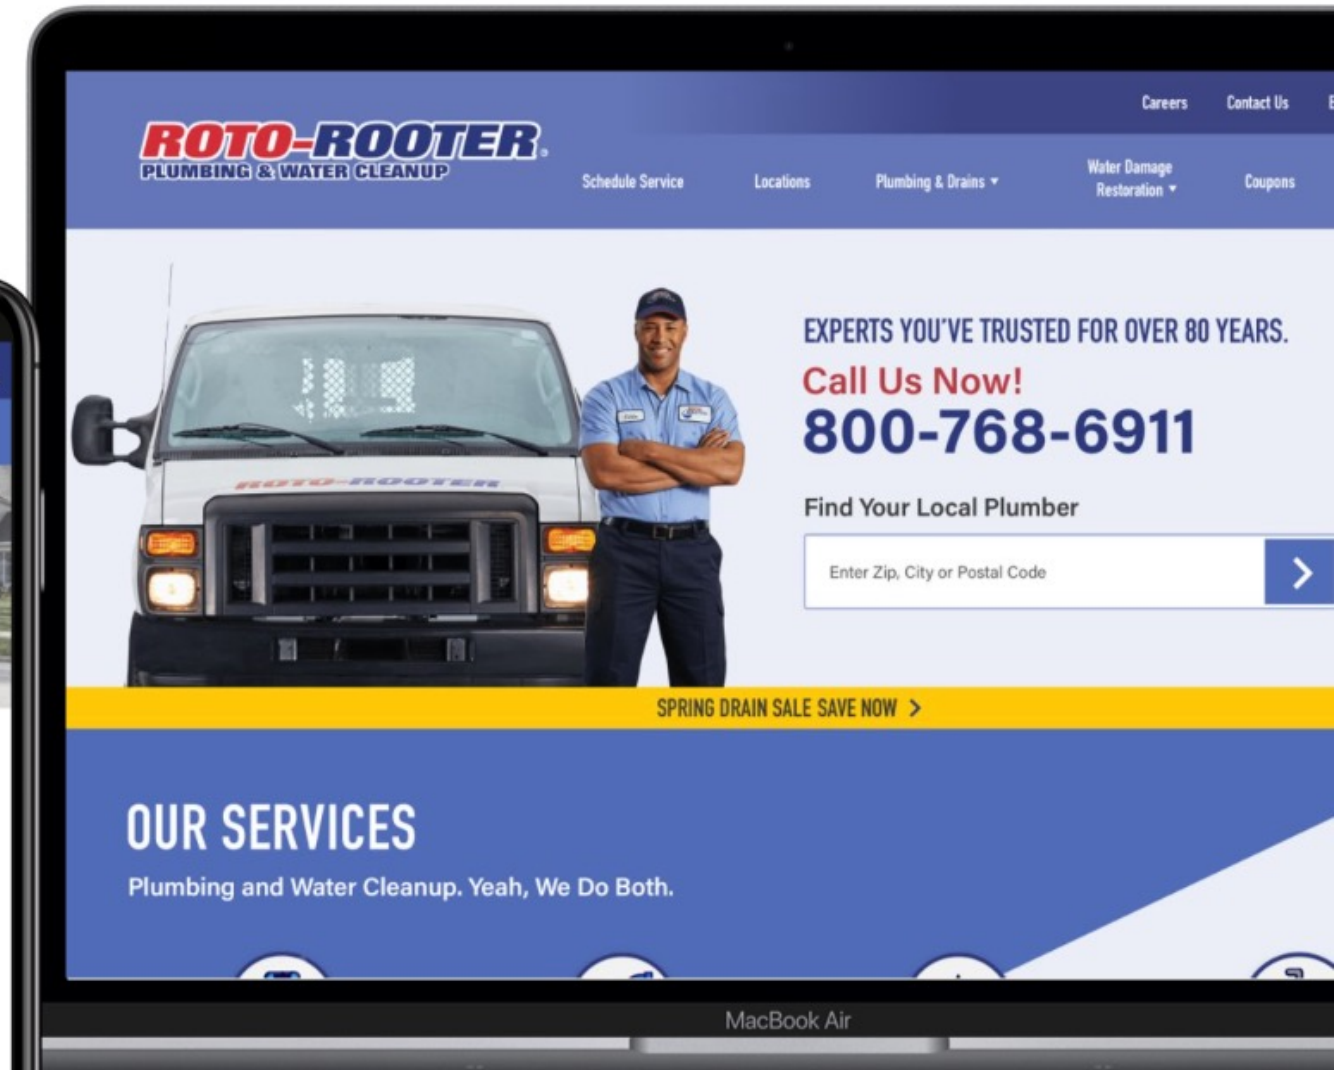 Careers
Contact Us
ROTO-ROOTER®
PLUMBING & WATER CLEANUP
Schedule Service
Locations
Plumbing & Drains
Water Damage
Restoration
Coupons
EXPERTS YOU'VE TRUSTED FOR OVER 80 YEARS.
Call Us Now!
800-768-6911
ROTO-ROOTER
Find Your Local Plumber
Enter Zip, City or Postal Code
SPRING DRAIN SALE SAVE NOW >
OUR SERVICES
Plumbing and Water Cleanup. Yeah, We Do Both.
MacBook Air